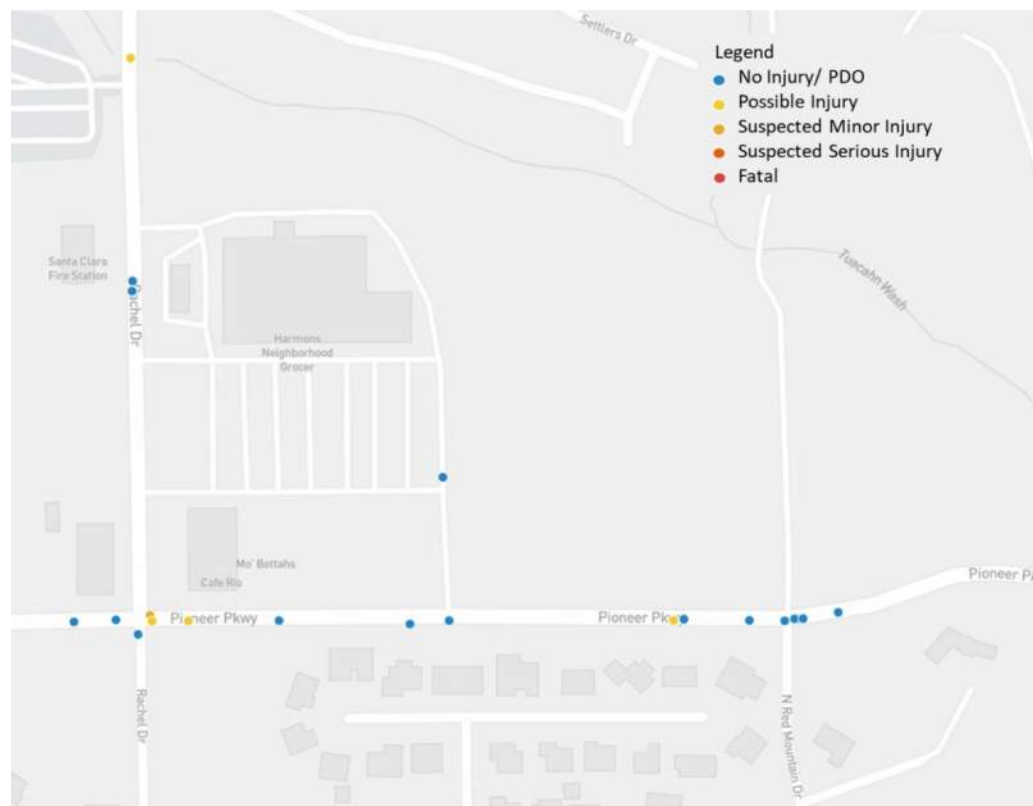 Settlers Dr
Legend
No Injury/ PDO
Possible Injury
Suspected Minor Injury
Suspected Serious Injury
Fatal
Santa Clara
Fire Station
Tuacahn Wash
Rachel Dr
Harmons
Neighborhood
Grocer
Mo' Bettahs
Cafe Rio
Pioneer Pkwy
Pioneer Pkwy
Pioneer P
Rachel Dr
N Red Mountain Dr